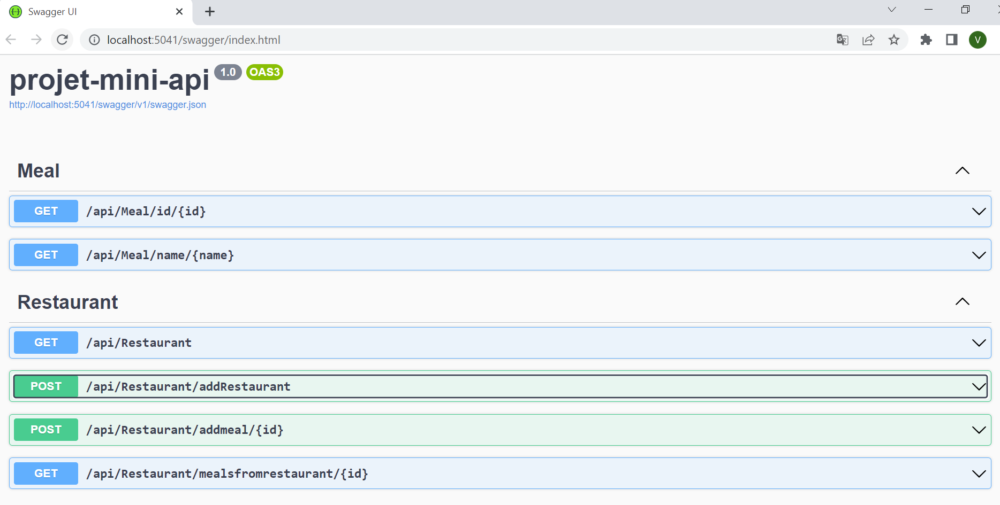 Swagger UI
localhost:5041/swagger/index.html
V
projet-mini-api 1.0 OAS3
http://localhost:5041/swagger/v1/swagger.json
Meal
GET /api/Meal/id/{id}
GET /api/Meal/name/{name}
Restaurant
GET /api/Restaurant
POST /api/Restaurant/addRestaurant
POST /api/Restaurant/addmeal/{id}
GET /api/Restaurant/mealsfromrestaurant/{id}